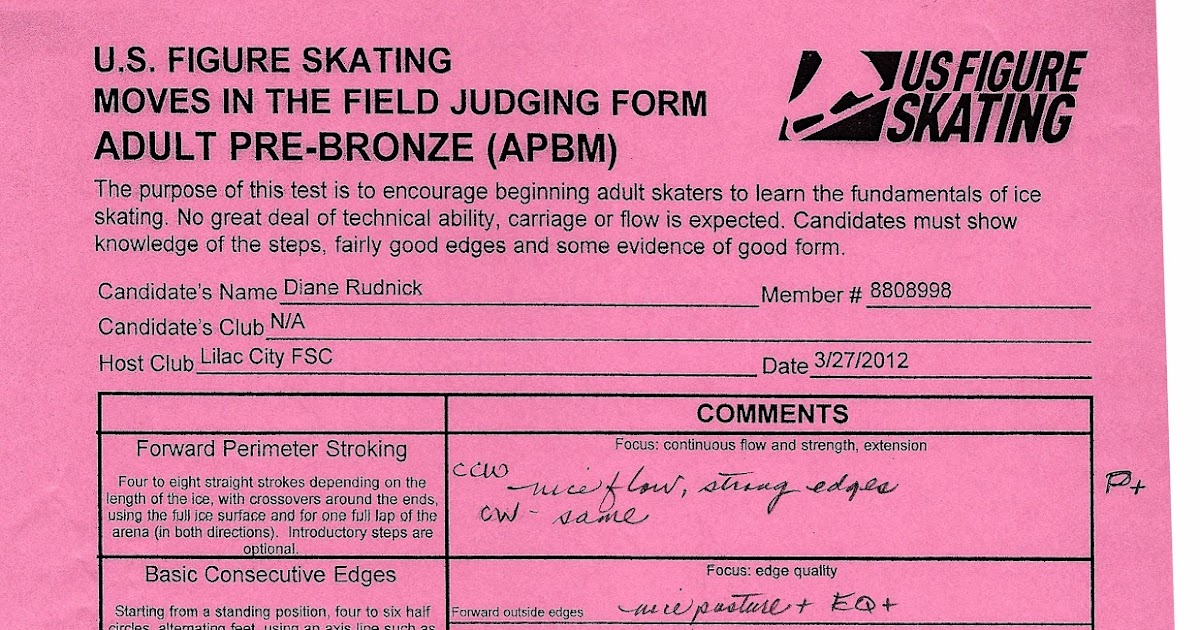 U.S. FIGURE SKATING
MOVES IN THE FIELD JUDGING FORM
ADULT PRE-BRONZE (APBM)
US FIGURE
SKATING
The purpose of this test is to encourage beginning adult skaters to learn the fundamentals of ice
skating. No great deal of technical ability, carriage or flow is expected. Candidates must show
knowledge of the steps, fairly good edges and some evidence of good form.
Candidate's Name Diane Rudnick Member # 8808998
Candidate's Club N/A
Host Club Lilac City FSC Date 3/27/2012
COMMENTS
Forward Perimeter Stroking
Four to eight straight strokes depending on the
length of the ice, with crossovers around the ends,
using the full ice surface and for one full lap of the
arena (in both directions). Introductory steps are
optional.
Focus: continuous flow and strength, extension
CCW
nice flow, strong edges
CW - same
P+
Basic Consecutive Edges
Starting from a standing position, four to six half
circles, alternating feet, using an axis line such as
Focus: edge quality
Forward outside edges nice posture + EQ+